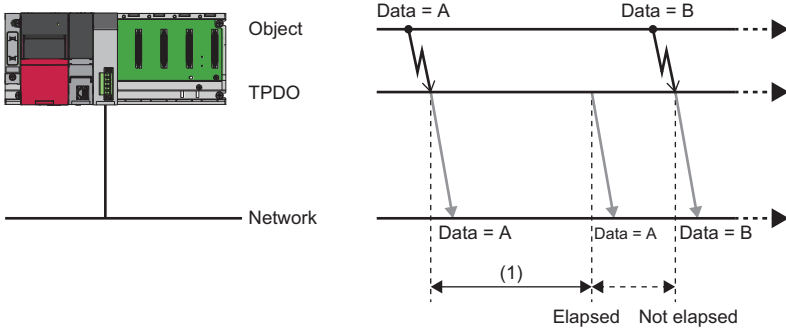 Data = A
Data = B
Object
TPDO
Network
Data = A
Data = A
Data = B
(1)
Elapsed
Not elapsed